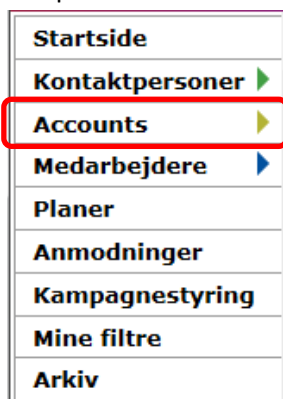 Startside
Kontaktpersoner
Accounts
Medarbejdere
Planer
Anmodninger
Kampagnestyring
Mine filtre
Arkiv